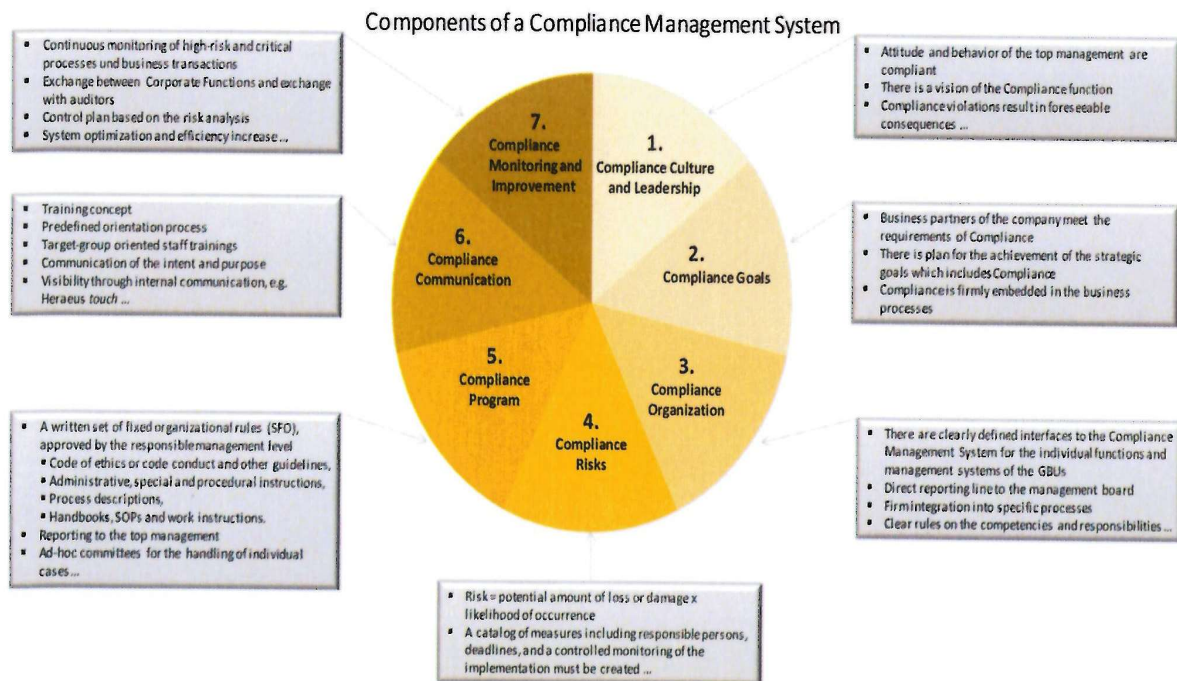 Components of a Compliance Management System
▪ Continuous monitoring of high-risk and critical
processes und business transactions
▪ Exchange between Corporate Functions and exchange
with auditors
▪ Control plan based on the risk analysis
▪ System optimization and efficiency increase ...
▪ Attitude and behavior of the top management are
compliant
▪ There is a vision of the Compliance function
▪ Compliance violations result in foreseeable
consequences ...
7.
Compliance
Monitoring and
Improvement
1.
Compliance Culture
and Leadership
▪ Training concept
▪ Predefined orientation process
▪ Target-group oriented staff trainings
▪ Communication of the intent and purpose
▪ Visibility through internal communication, e.g.
Heraeus touch ...
6.
Compliance
Communication
2.
Compliance Goals
▪ Business partners of the company meet the
requirements of Compliance
▪ There is plan for the achievement of the strategic
goals which includes Compliance
▪ Compliance is firmly embedded in the business
processes
5.
Compliance
Program
3.
Compliance
Organization
4.
Compliance
Risks
▪ A written set of fixed organizational rules (SFO),
approved by the responsible management level
▪ Code of ethics or code conduct and other guidelines,
▪ Administrative, special and procedural instructions,
▪ Process descriptions,
▪ Handbooks, SOPs and work instructions.
▪ Reporting to the top management
▪ Ad-hoc committees for the handling of individual
cases ...
▪ There are clearly defined interfaces to the Compliance
Management System for the individual functions and
management systems of the GBUs
▪ Direct reporting line to the management board
▪ Firm integration into specific processes
▪ Clear rules on the competencies and responsibilities ...
▪ Risk = potential amount of loss or damage x
likelihood of occurrence
▪ A catalog of measures including responsible persons,
deadlines, and a controlled monitoring of the
implementation must be created ...